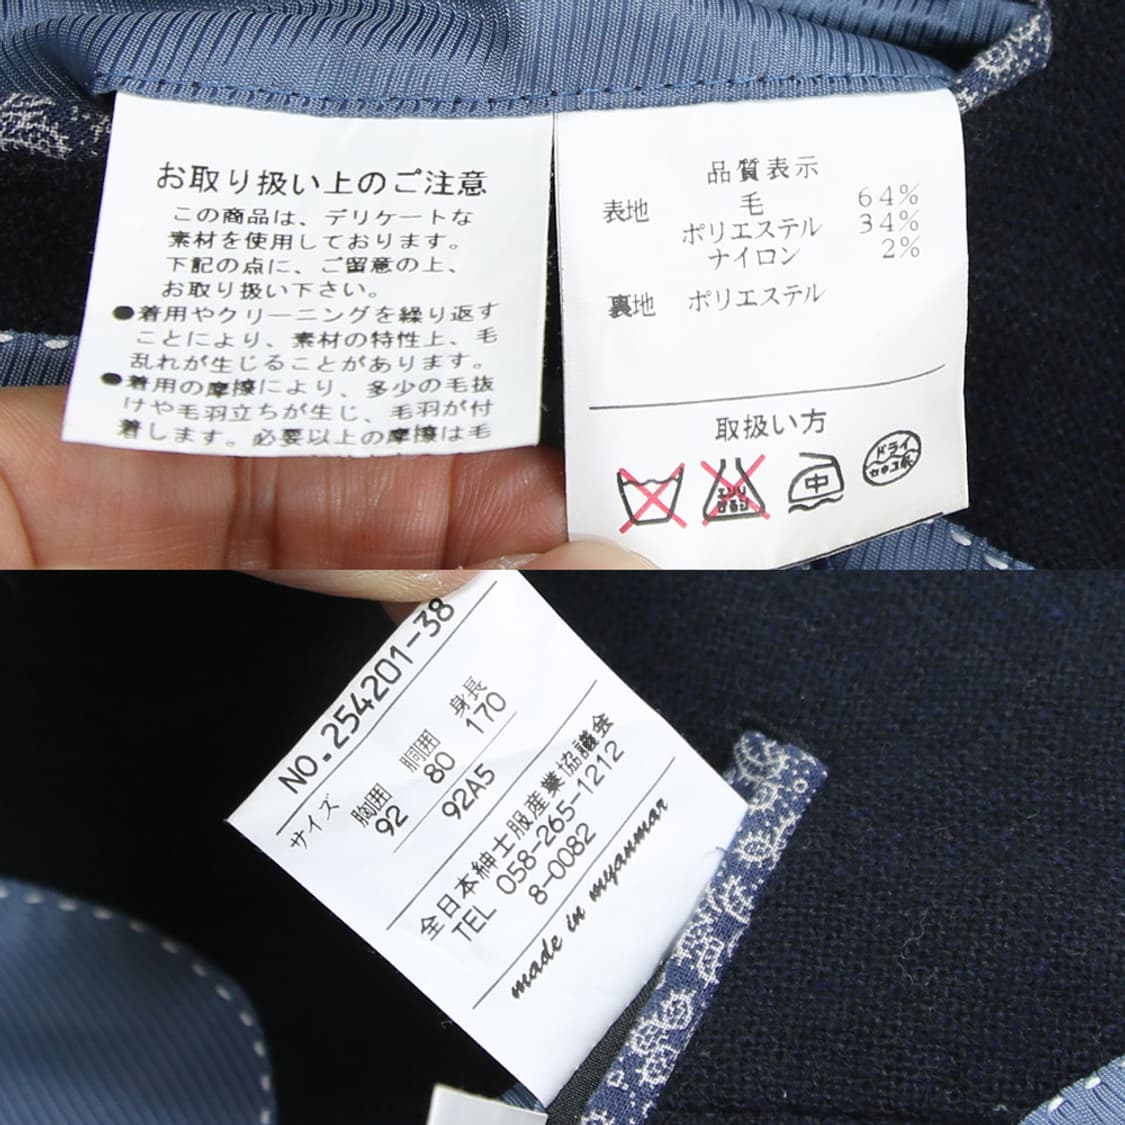 お取り扱い上のご注意
この商品は、デリケートな
素材を使用しております。
下記の点に、ご留意の上、
お取り扱い下さい。
●着用やクリーニングを繰り返す
ことにより、素材の特性上、毛
乱れが生じることがあります。
●着用の摩擦により、多少の毛抜
けや毛羽立ちが生じ、毛羽が付
着します。必要以上の摩擦は毛
品質表示
表地 毛 64%
ポリエステル 34%
ナイロン 2%
裏地 ポリエステル
取扱い方
エンソ サラシ
中
ドライ
セキユ系
NO.254201-38
サイズ
胸囲 胴囲 身長
92 80 170
92A5
全日本紳士服産業協議会
TEL 058-265-1212
8-0082
made in myanmar